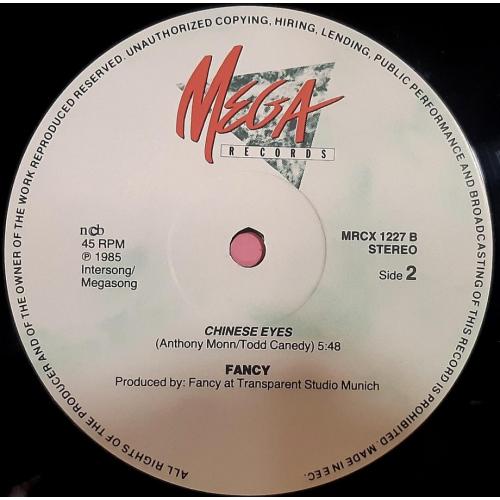 ALL RIGHTS OF THE PRODUCER AND OF THE OWNER OF THE WORK REPRODUCED RESERVED. UNAUTHORIZED COPYING, HIRING, LENDING, PUBLIC PERFORMANCE AND BROADCASTING OF THIS RECORD IS PROHIBITED. MADE IN EEC.
MEGA
RECORDS
ncb
45 RPM
℗ 1985
Intersong/
Megasong
MRCX 1227 B
STEREO
Side 2
CHINESE EYES
(Anthony Monn/Todd Canedy) 5:48
FANCY
Produced by: Fancy at Transparent Studio Munich